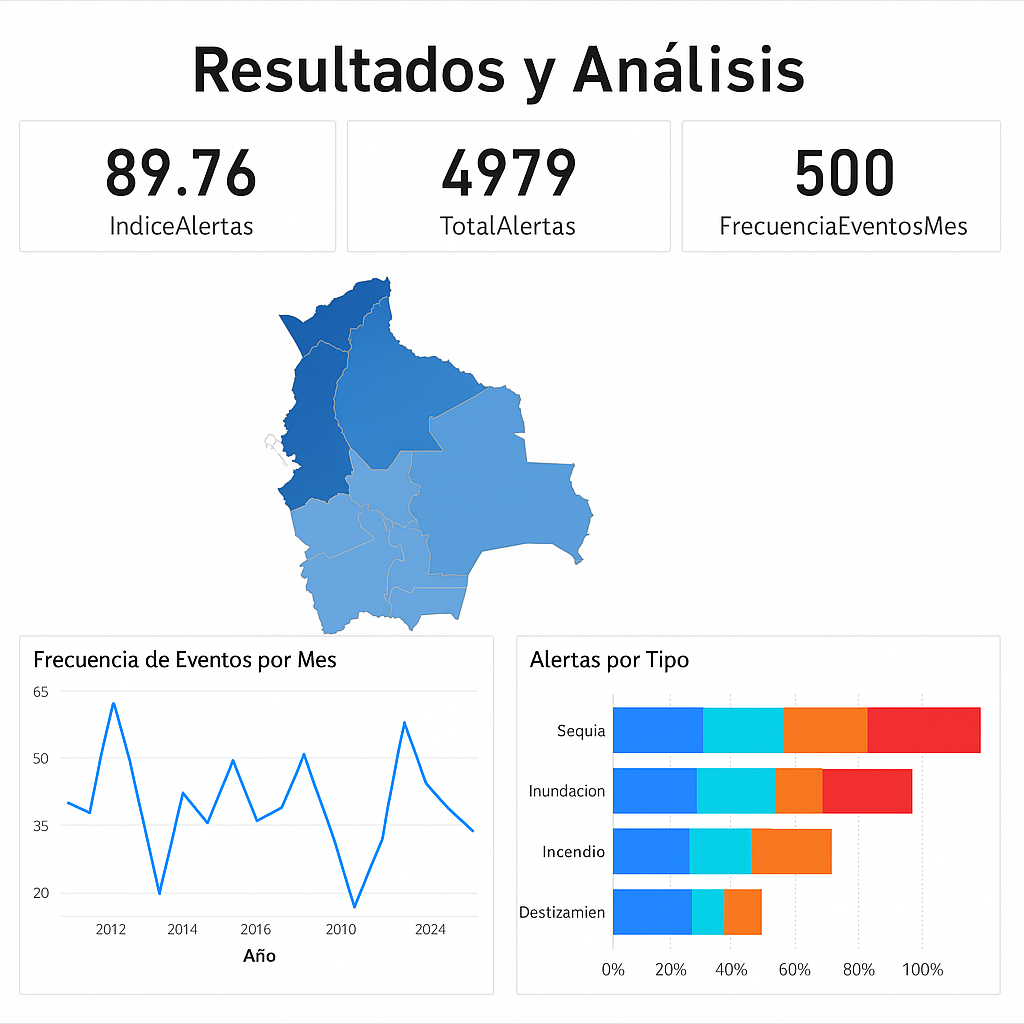 Resultados y Análisis
89.76
IndiceAlertas
4979
TotalAlertas
500
FrecuenciaEventosMes
Frecuencia de Eventos por Mes
65
50
35
20
2012 2014 2016 2010 2024
Año
Alertas por Tipo
Sequia
Inundacion
Incendio
Destizamien
0% 20% 40% 60% 80% 100%